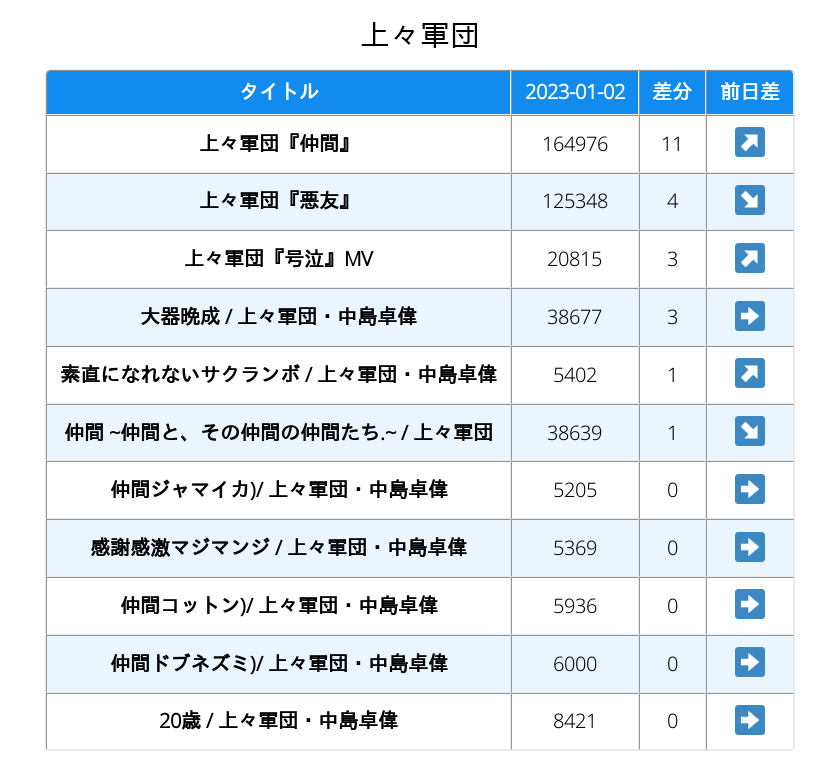 上々軍団
タイトル 2023-01-02 差分 前日差
上々軍団『仲間』 164976 11 ↗
上々軍団『悪友』 125348 4 ↘
上々軍団『号泣』MV 20815 3 ↗
大器晩成 / 上々軍団・中島卓偉 38677 3 ➡
素直になれないサクランボ / 上々軍団・中島卓偉 5402 1 ↗
仲間 ~仲間と、その仲間の仲間たち.~ / 上々軍団 38639 1 ↘
仲間ジャマイカ)/ 上々軍団・中島卓偉 5205 0 ➡
感謝感激マジマンジ / 上々軍団・中島卓偉 5369 0 ➡
仲間コットン)/ 上々軍団・中島卓偉 5936 0 ➡
仲間ドブネズミ)/ 上々軍団・中島卓偉 6000 0 ➡
20歳 / 上々軍団・中島卓偉 8421 0 ➡